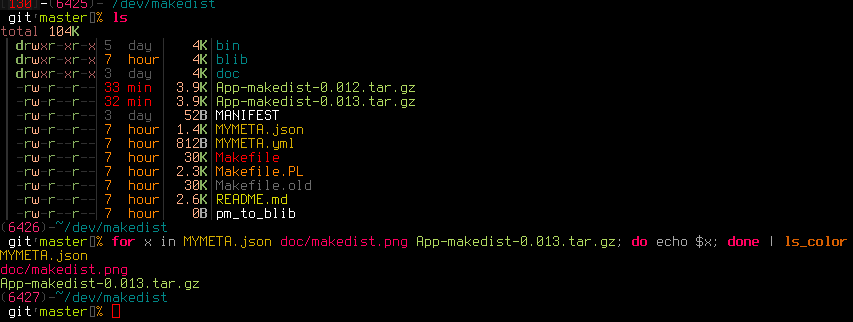 [130]-(6425)- /dev/makedist
git'master% ls
total 104K
drwxr-xr-x 5 day 4K bin
drwxr-xr-x 7 hour 4K blib
drwxr-xr-x 3 day 4K doc
-rw-r--r-- 33 min 3.9K App-makedist-0.012.tar.gz
-rw-r--r-- 32 min 3.9K App-makedist-0.013.tar.gz
-rw-r--r-- 3 day 52B MANIFEST
-rw-r--r-- 7 hour 1.4K MYMETA.json
-rw-r--r-- 7 hour 812B MYMETA.yml
-rw-r--r-- 7 hour 30K Makefile
-rw-r--r-- 7 hour 2.3K Makefile.PL
-rw-r--r-- 7 hour 30K Makefile.old
-rw-r--r-- 7 hour 2.6K README.md
-rw-r--r-- 7 hour 0B pm_to_blib
(6426)-~/dev/makedist
git'master% for x in MYMETA.json doc/makedist.png App-makedist-0.013.tar.gz; do echo $x; done | ls_color
MYMETA.json
doc/makedist.png
App-makedist-0.013.tar.gz
(6427)-~/dev/makedist
git'master%